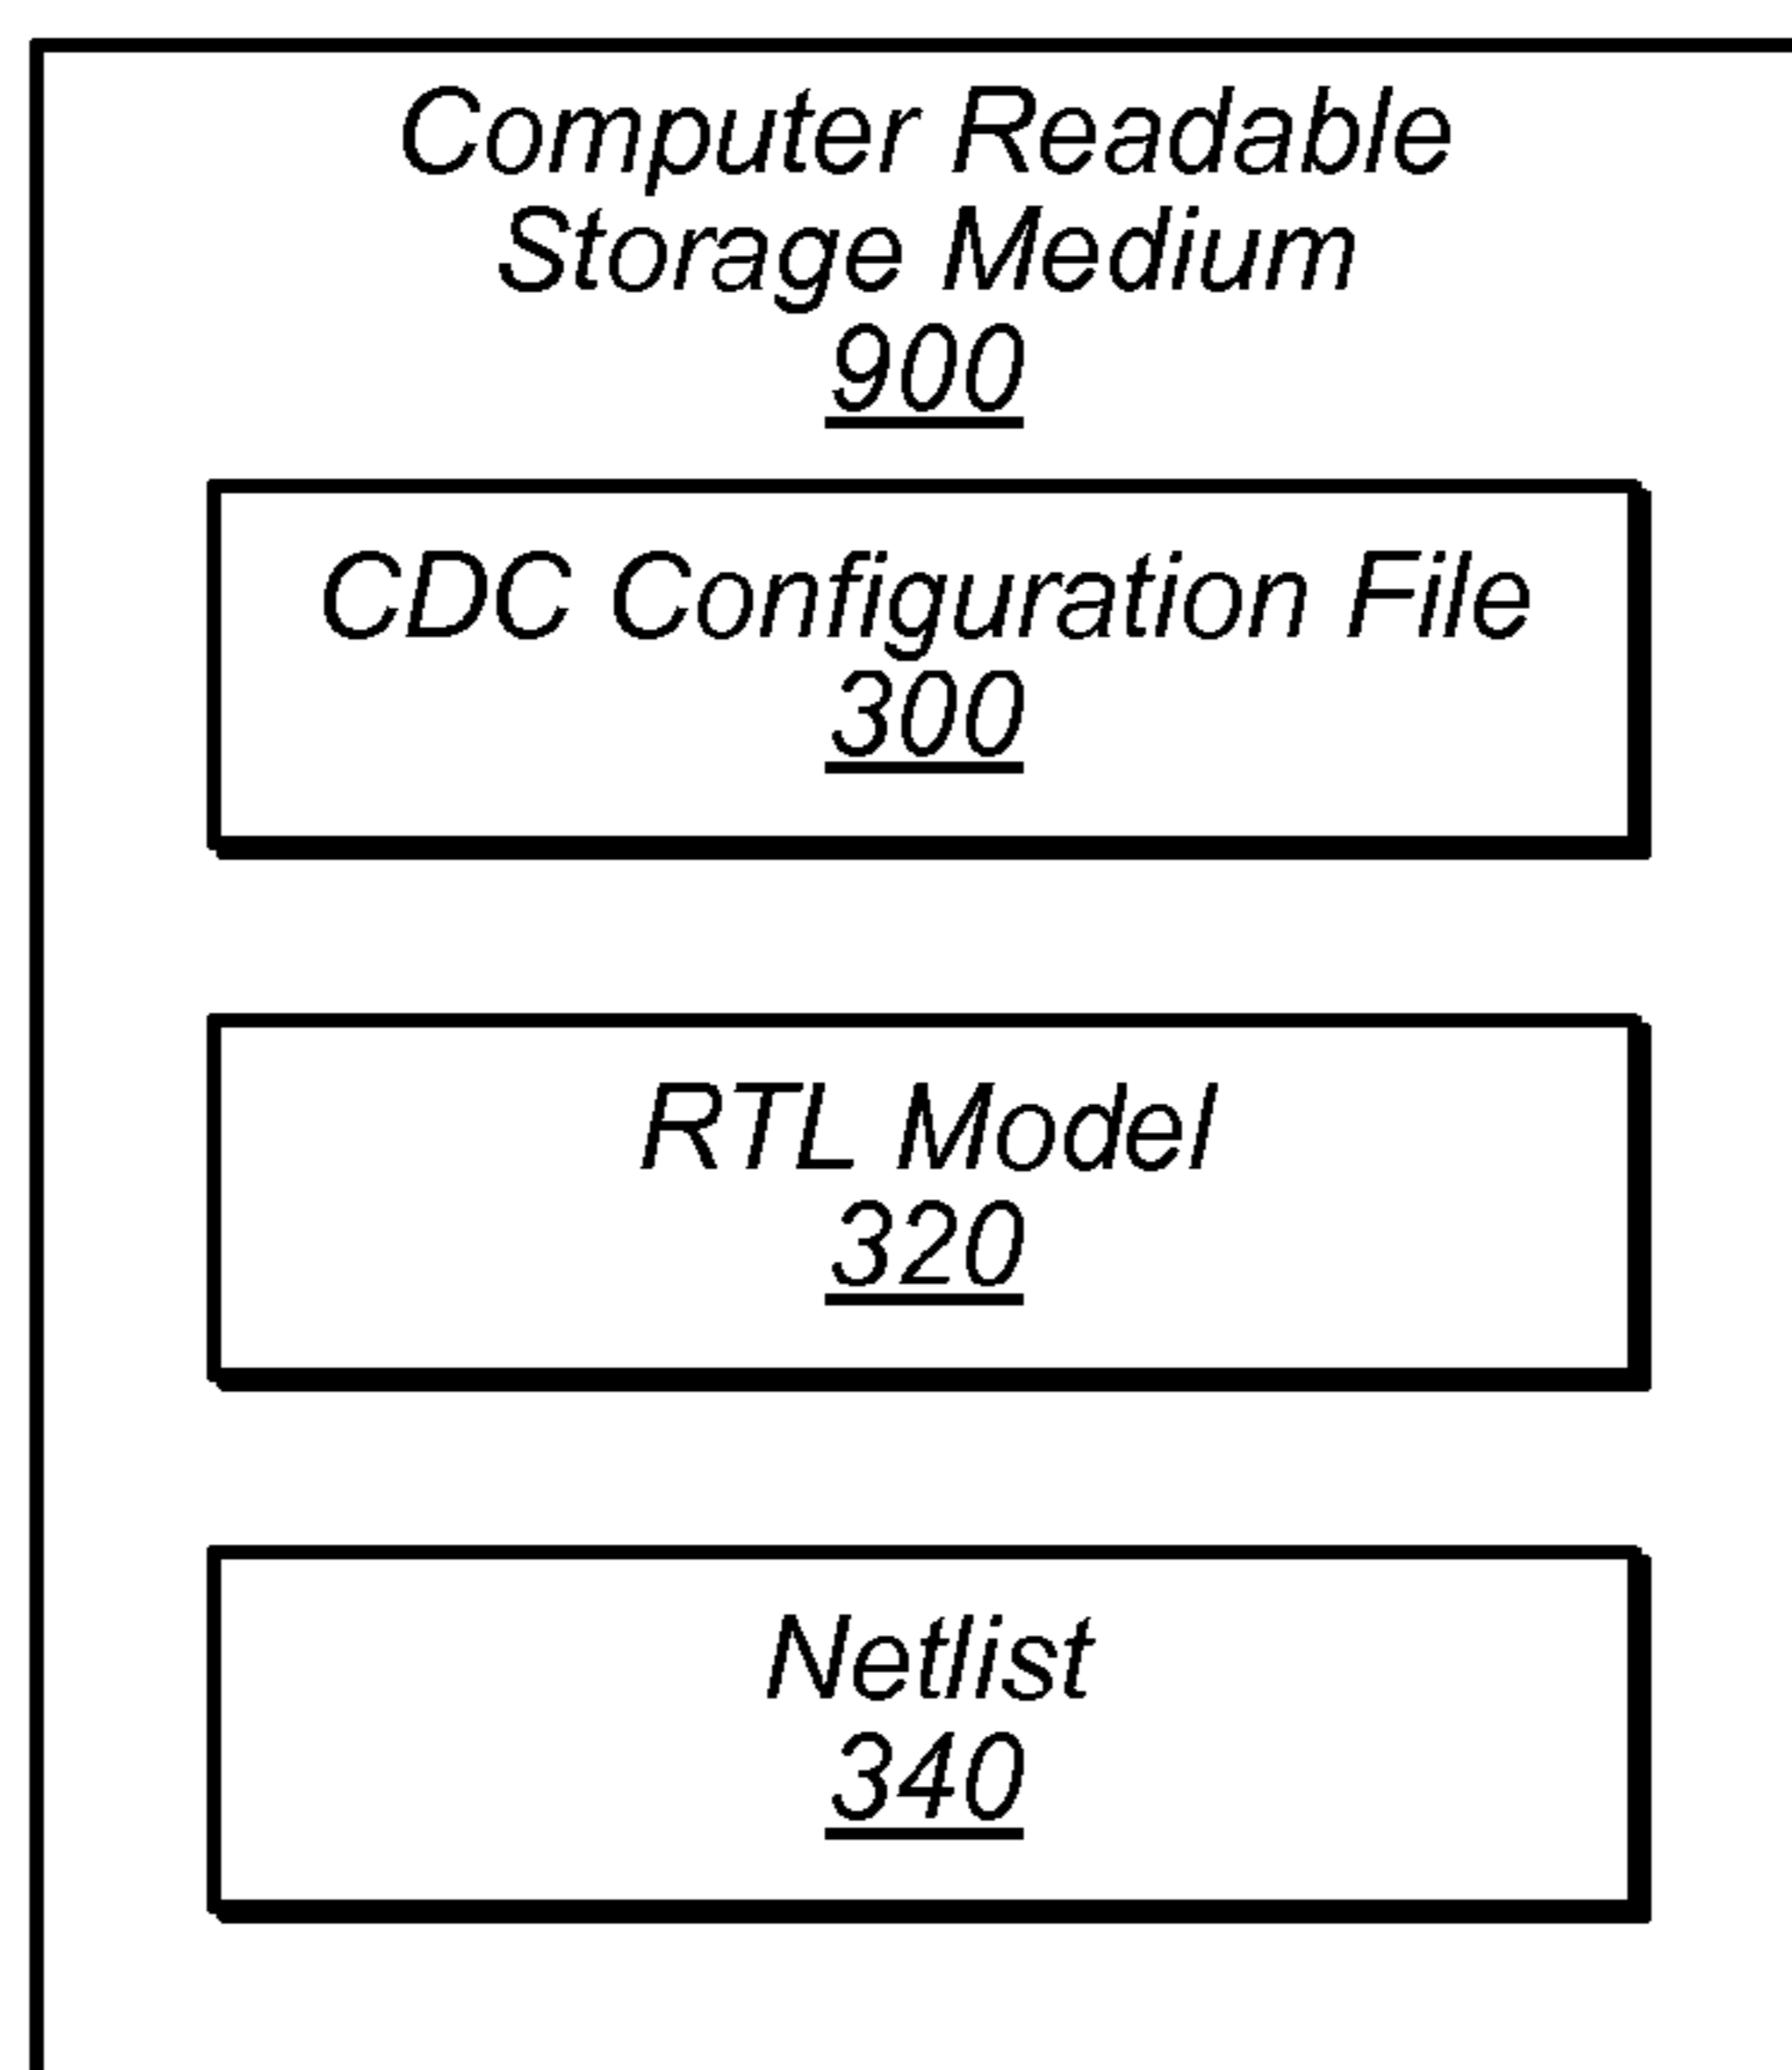 Computer Readable
Storage Medium
900
CDC Configuration File
300
RTL Model
320
Netlist
340